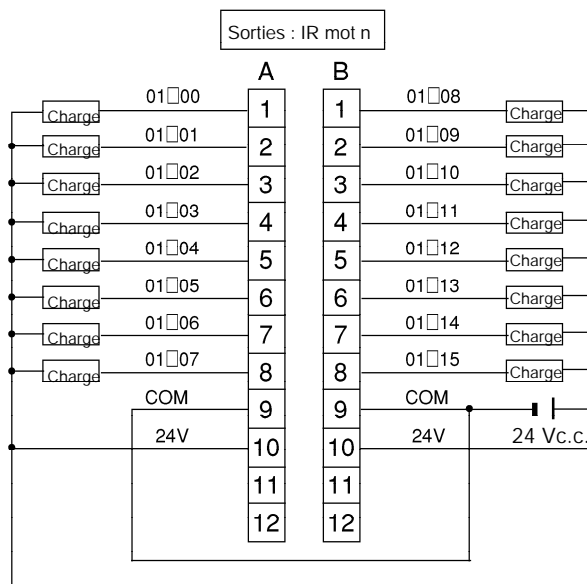 Sorties : IR mot n
A B
01□00 1 1 01□08
Charge Charge
01□01 2 2 01□09
Charge Charge
01□02 3 3 01□10
Charge Charge
01□03 4 4 01□11
Charge Charge
01□04 5 5 01□12
Charge Charge
01□05 6 6 01□13
Charge Charge
01□06 7 7 01□14
Charge Charge
01□07 8 8 01□15
Charge Charge
COM 9 9 COM
24V 10 10 24V 24 Vc.c.
11 11
12 12